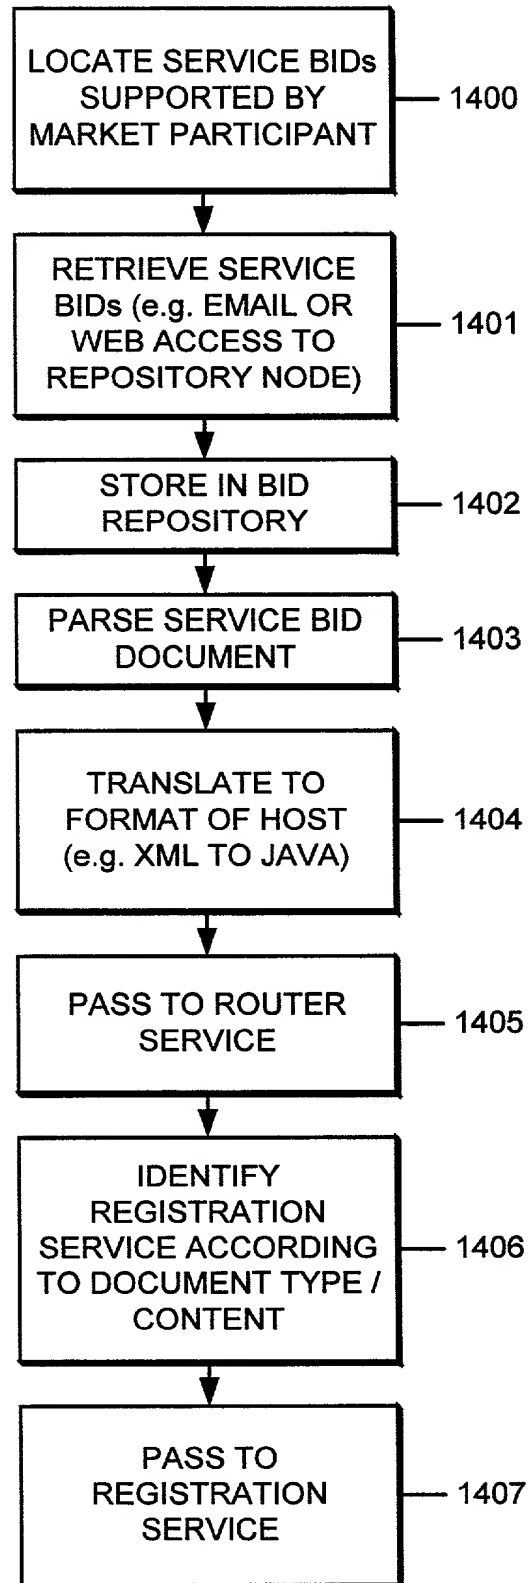 LOCATE SERVICE BIDs
SUPPORTED BY
MARKET PARTICIPANT
1400
RETRIEVE SERVICE
BIDs (e.g. EMAIL OR
WEB ACCESS TO
REPOSITORY NODE)
1401
STORE IN BID
REPOSITORY
1402
PARSE SERVICE BID
DOCUMENT
1403
TRANSLATE TO
FORMAT OF HOST
(e.g. XML TO JAVA)
1404
PASS TO ROUTER
SERVICE
1405
IDENTIFY
REGISTRATION
SERVICE ACCORDING
TO DOCUMENT TYPE /
CONTENT
1406
PASS TO
REGISTRATION
SERVICE
1407